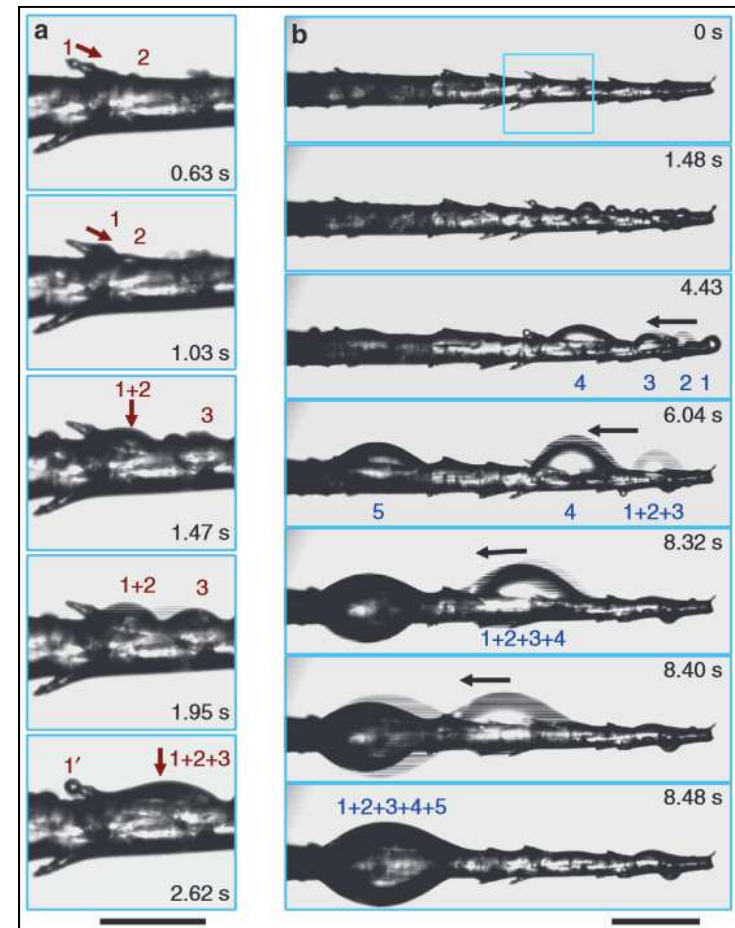 a
1 2
0.63 s
1
2
1.03 s
1+2
3
1.47 s
1+2 3
1.95 s
1′ 1+2+3
2.62 s
b
0 s
1.48 s
4.43
4 3 2 1
6.04 s
5 4 1+2+3
8.32 s
1+2+3+4
8.40 s
1+2+3+4+5
8.48 s